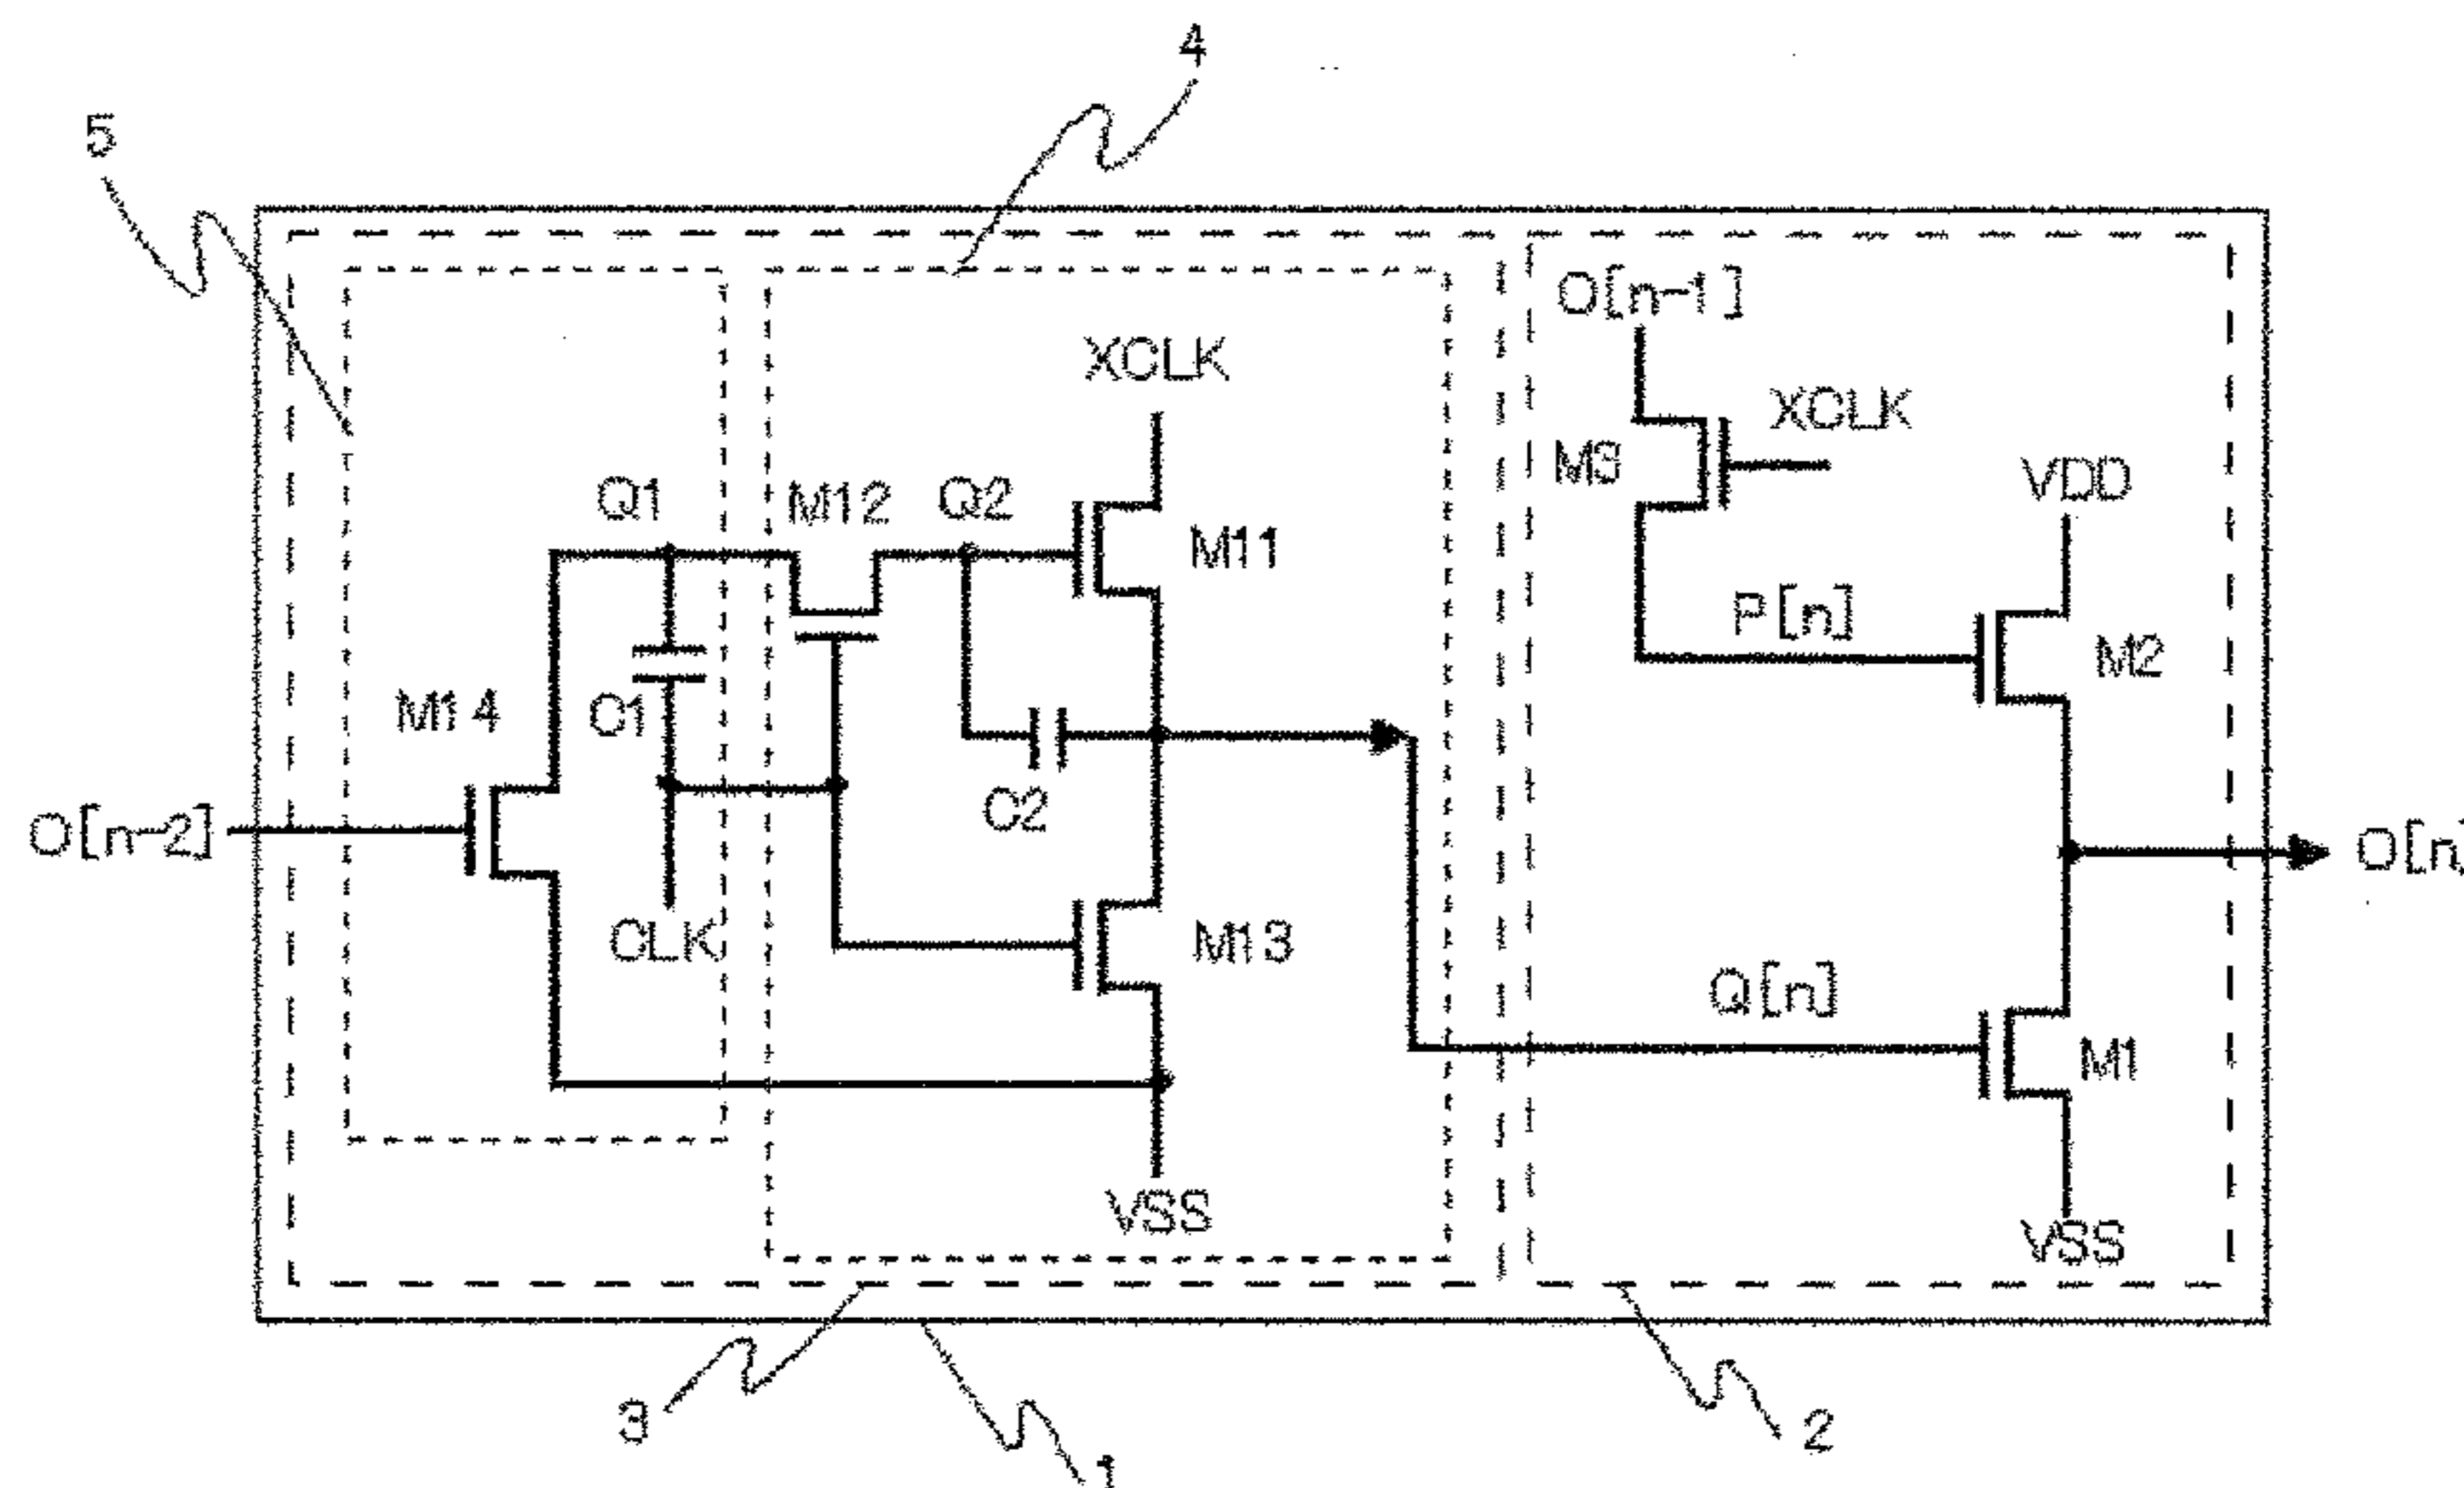 4
5
O[n-1]
XCLK
XCLK
M3
VDD
Q1
M12
Q2
M11
P[n]
M2
M14
C1
C2
O[n-2]
O[n]
CLK
M13
Q[n]
M1
VSS
VSS
3
2
1